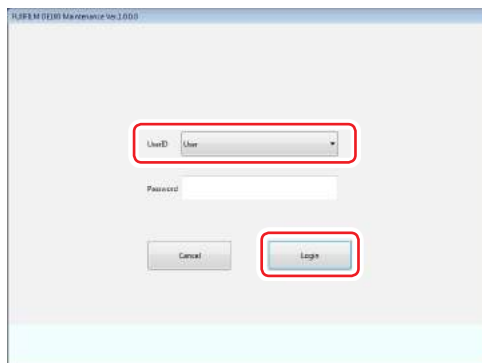 FUJIFILM DE100 Maintenance Ver.1.0.0.0
UserID User
Password
Cancel Login